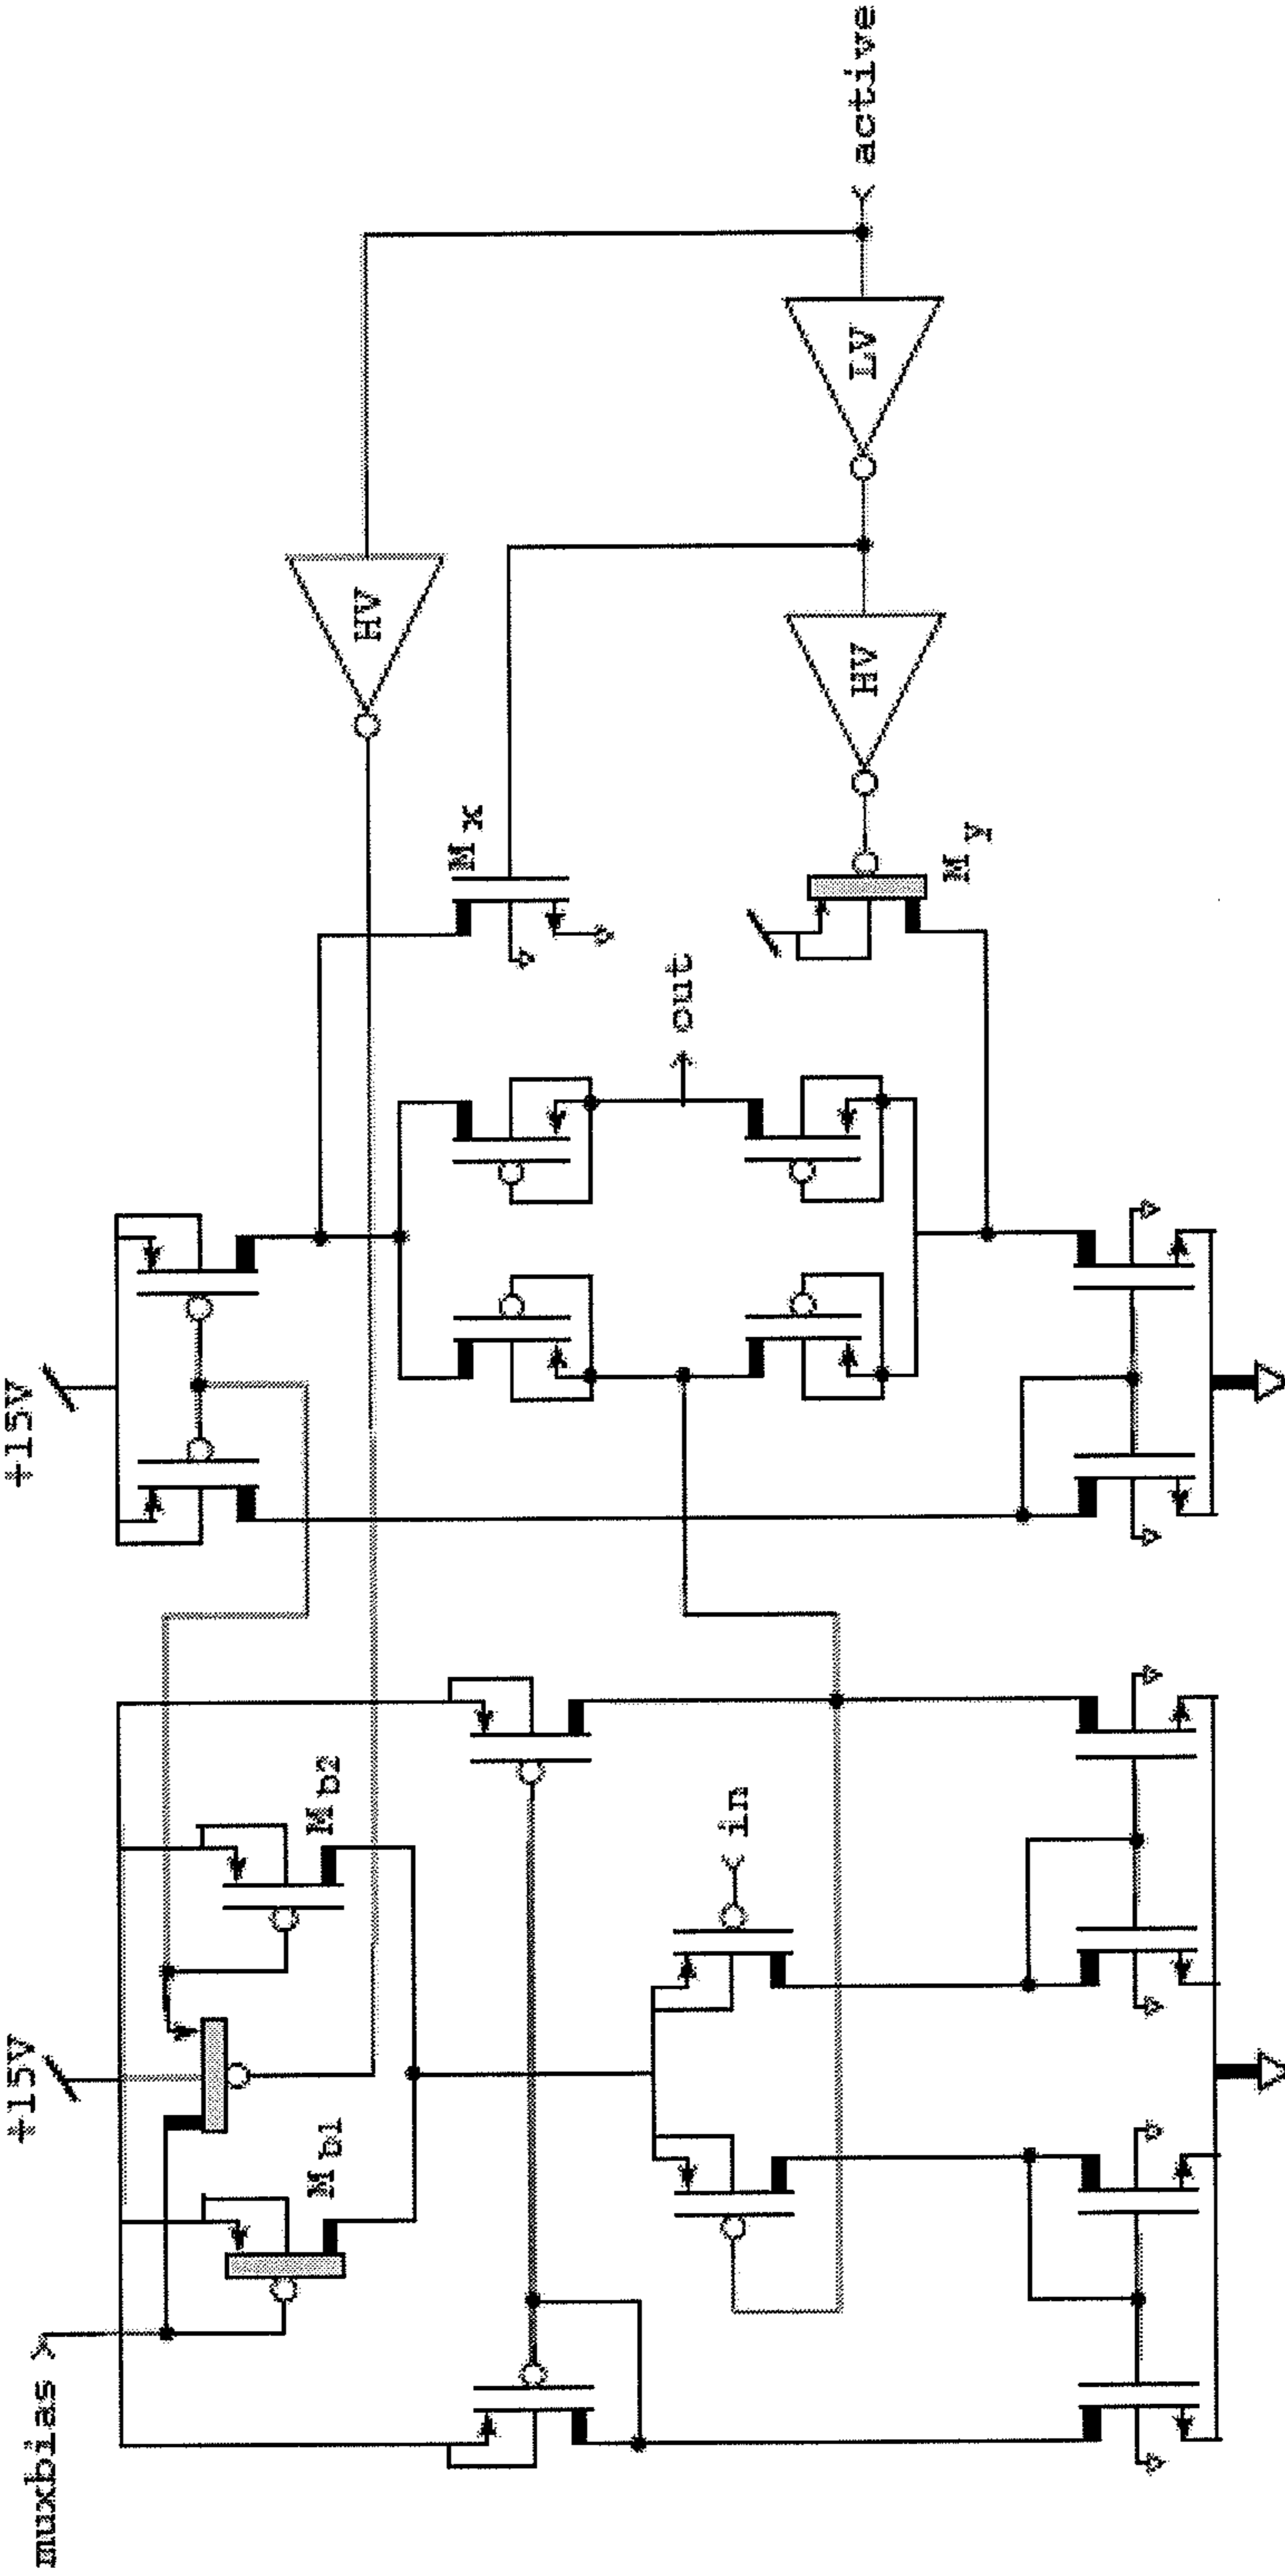 muxbias
+15V
+15V
M b1
M b2
in
out
M x
M y
HV
HV
LV
active